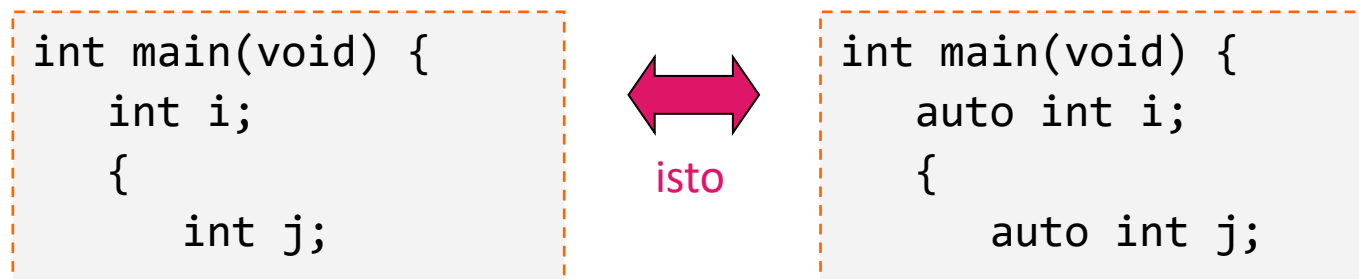 int main(void) {
int i;
{
int j;
isto
int main(void) {
auto int i;
{
auto int j;